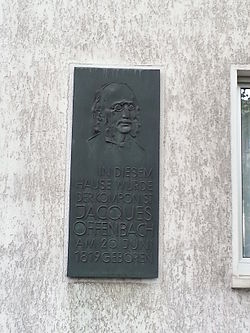 IN DIESEM
HAUSE WURDE
DER KOMPONIST
JACQUES
OFFENBACH
AM 20 JUNI
1819 GEBOREN